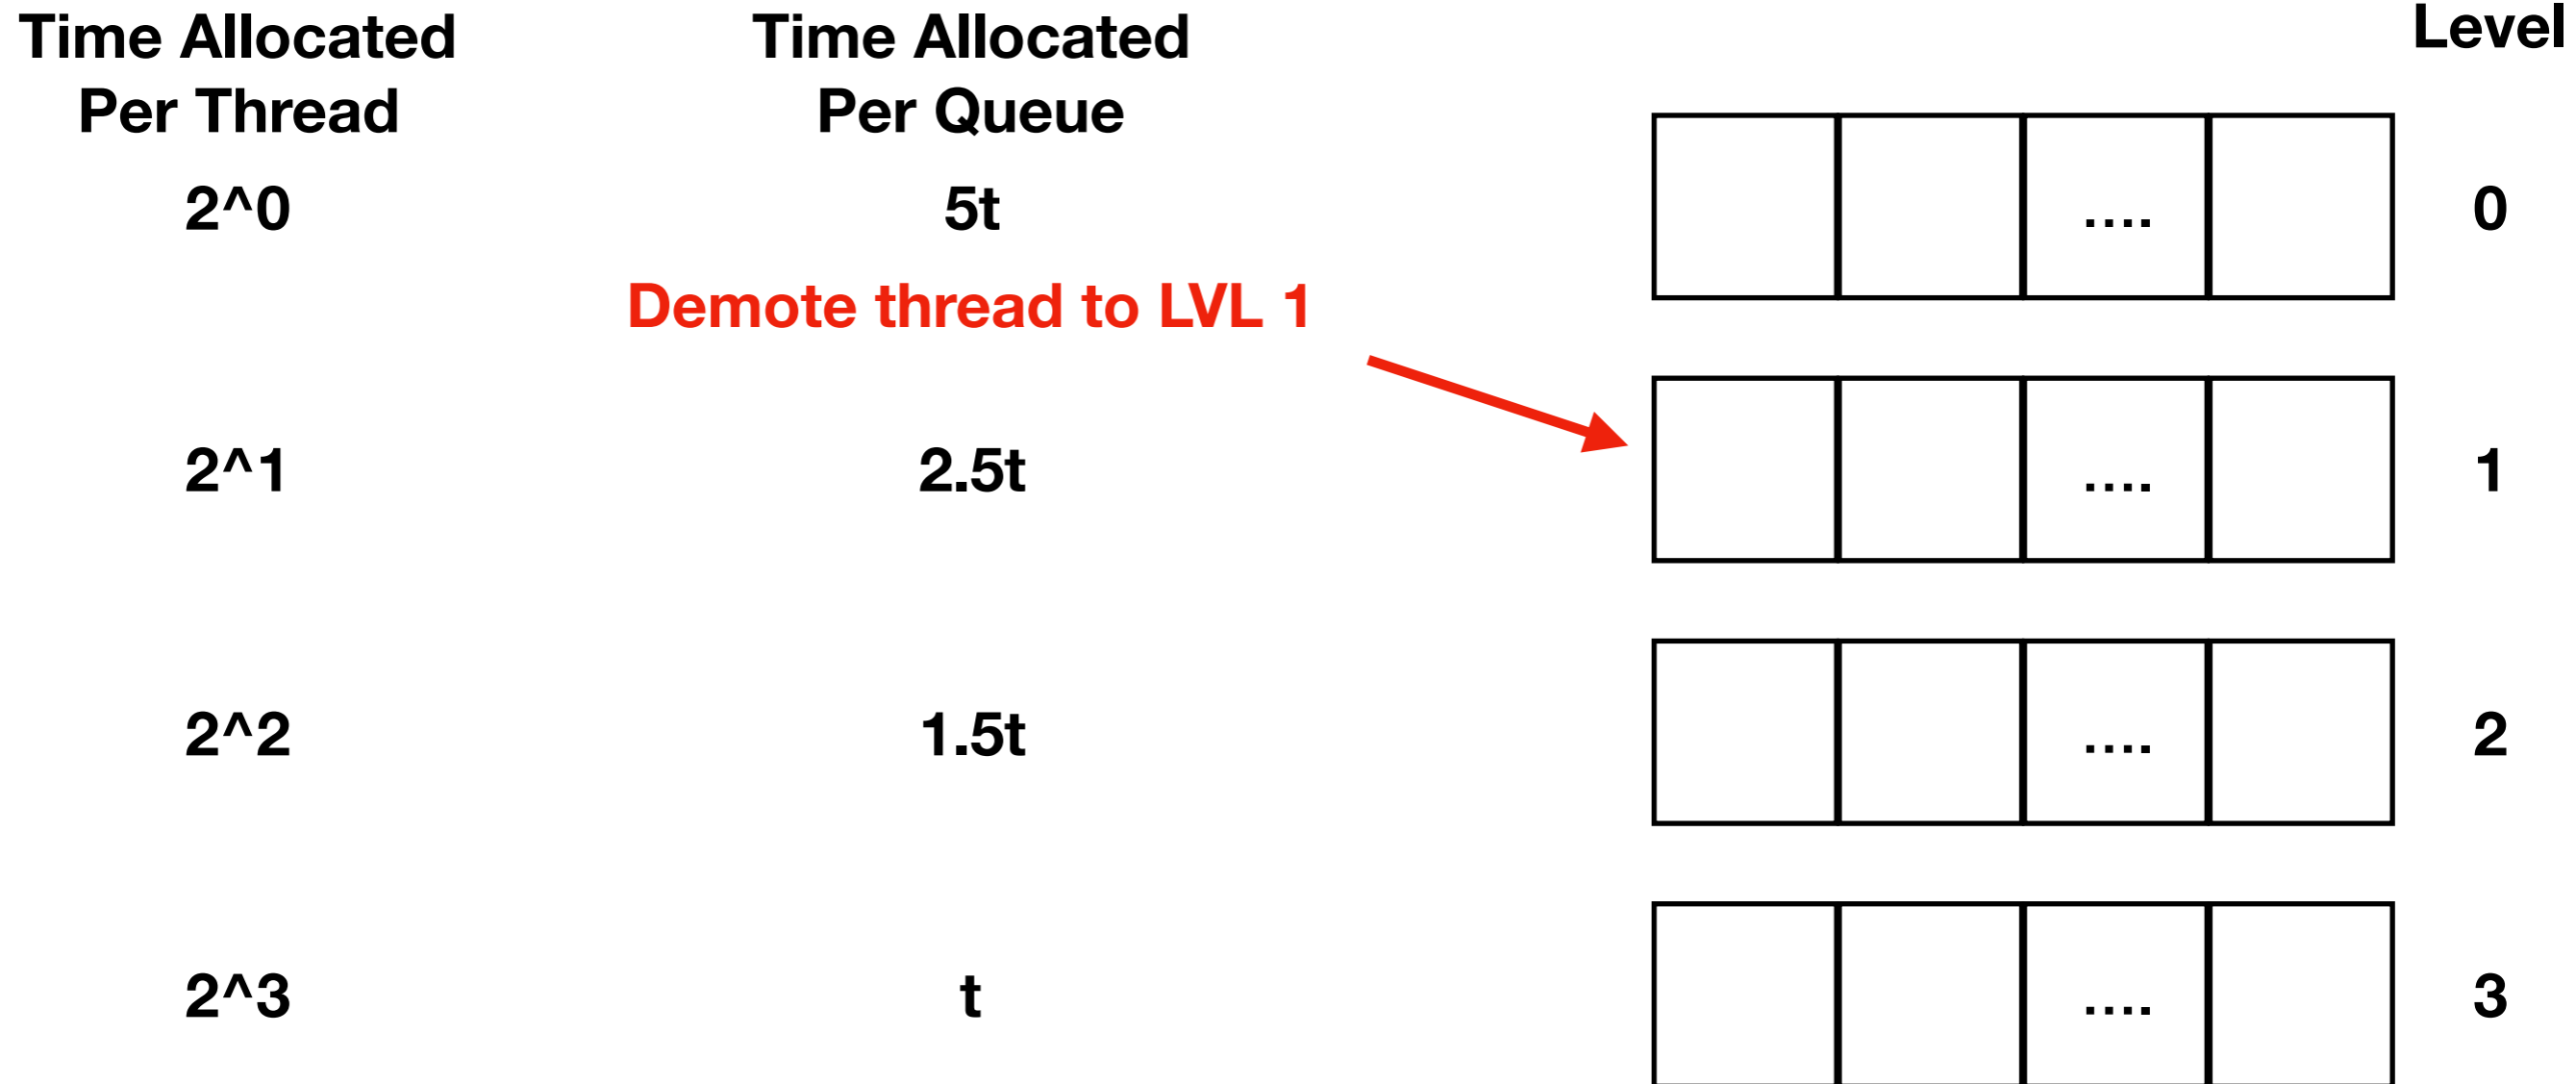 Time Allocated
Per Thread
Time Allocated
Per Queue
Level
2^0
5t
....
0
Demote thread to LVL 1
2^1
2.5t
....
1
2^2
1.5t
....
2
2^3
t
....
3